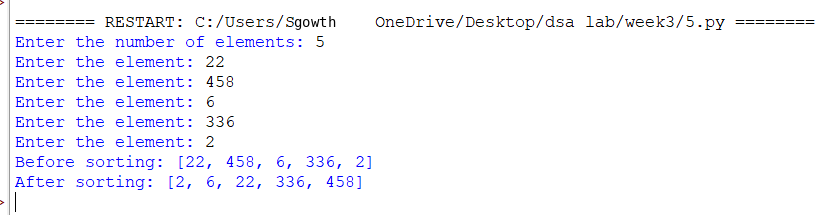 ======== RESTART: C:/Users/Sgowth OneDrive/Desktop/dsa lab/week3/5.py ========
Enter the number of elements: 5
Enter the element: 22
Enter the element: 458
Enter the element: 6
Enter the element: 336
Enter the element: 2
Before sorting: [22, 458, 6, 336, 2]
After sorting: [2, 6, 22, 336, 458]